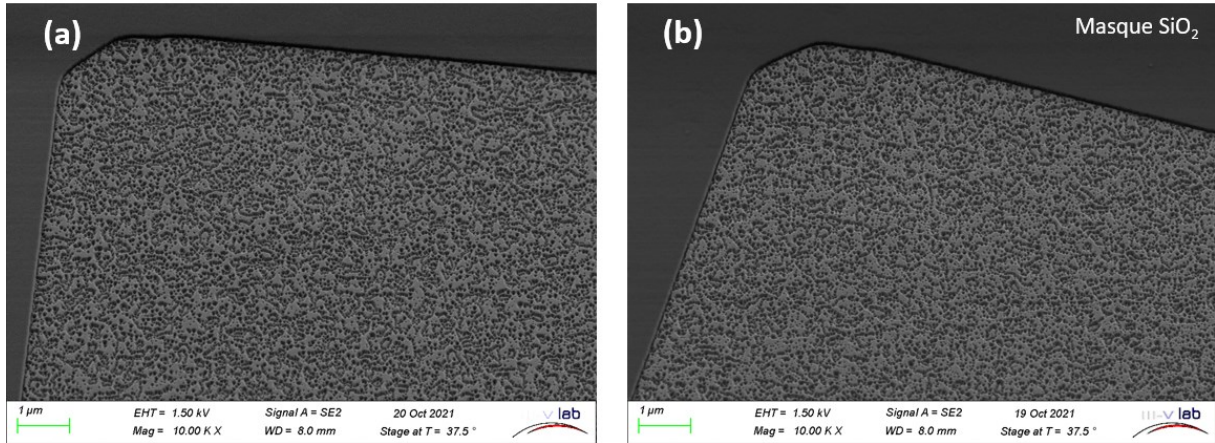 (a)
1 µm
EHT = 1.50 kV
Signal A = SE2
20 Oct 2021
Mag = 10.00 K X
WD = 8.0 mm
Stage at T = 37.5 °
III-V lab
(b)
Masque SiO₂
1 µm
EHT = 1.50 kV
Signal A = SE2
19 Oct 2021
Mag = 10.00 K X
WD = 8.0 mm
Stage at T = 37.5 °
III-V lab